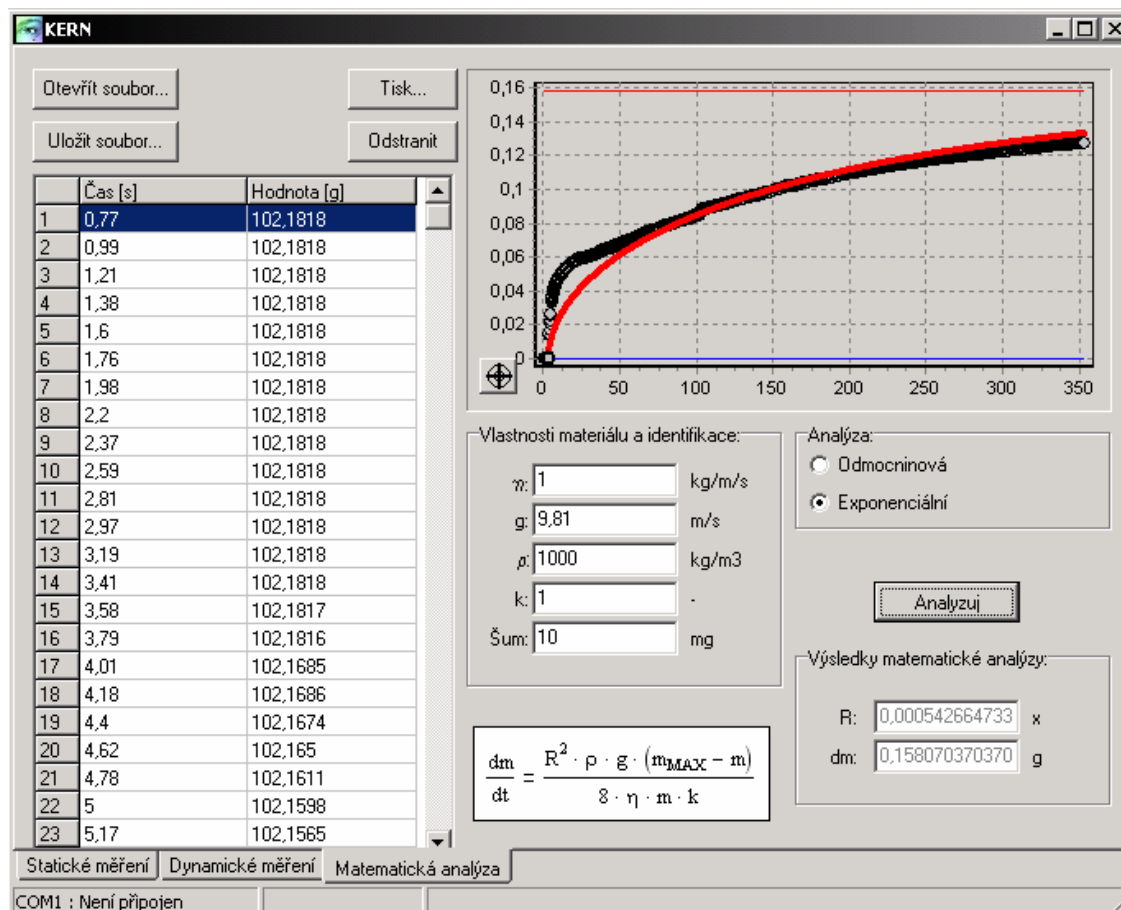 KERN
Otevřít soubor...
Tisk...
Uložit soubor...
Odstranit
Čas [s] Hodnota [g]
1 0,77 102,1818
2 0,99 102,1818
3 1,21 102,1818
4 1,38 102,1818
5 1,6 102,1818
6 1,76 102,1818
7 1,98 102,1818
8 2,2 102,1818
9 2,37 102,1818
10 2,59 102,1818
11 2,81 102,1818
12 2,97 102,1818
13 3,19 102,1818
14 3,41 102,1818
15 3,58 102,1817
16 3,79 102,1816
17 4,01 102,1685
18 4,18 102,1686
19 4,4 102,1674
20 4,62 102,165
21 4,78 102,1611
22 5 102,1598
23 5,17 102,1565
0,16
0,14
0,12
0,1
0,08
0,06
0,04
0,02
0
0 50 100 150 200 250 300 350
Vlastnosti materiálu a identifikace:
η: 1 kg/m/s
g: 9,81 m/s
ρ: 1000 kg/m3
k: 1 -
Šum: 10 mg
Analýza:
Odmocninová
Exponenciální
Analyzuj
Výsledky matematické analýzy:
R: 0,000542664733 x
dm: 0,158070370370 g
dm/dt = R² · ρ · g · (mMAX − m) / 8 · η · m · k
Statické měření Dynamické měření Matematická analýza
COM1 : Není připojen